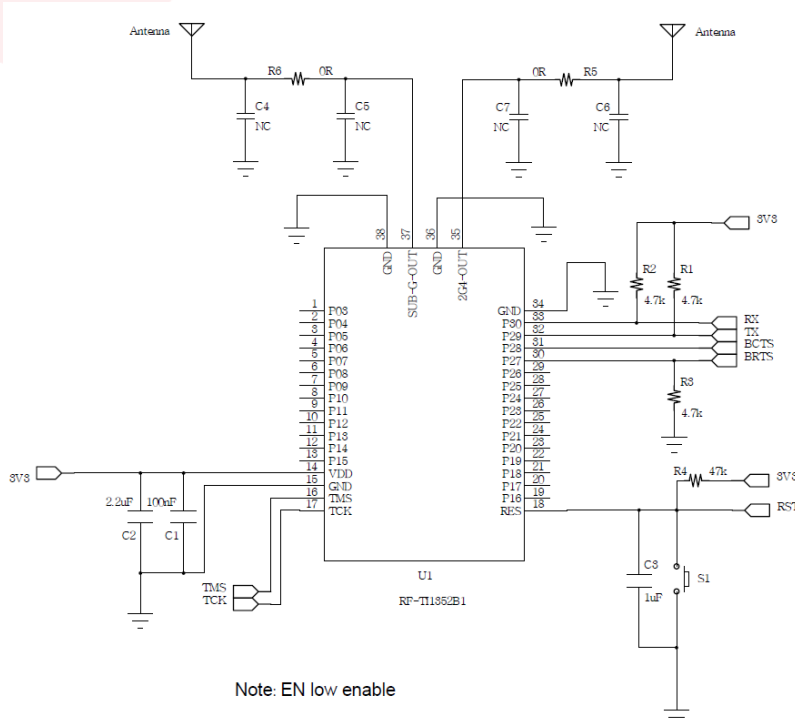 Antenna
Antenna
R6 0R
0R R5
C4
NC
C5
NC
C7
NC
C6
NC
38
37
36
35
GND
SUB-G-OUT
GND
2G4-OUT
3V3
R2
4.7k
R1
4.7k
1 P03
2 P04
3 P05
4 P06
5 P07
6 P08
7 P09
8 P10
9 P11
10 P12
11 P13
12 P14
13 P15
14 VDD
15 GND
16 TMS
17 TCK
GND 34
P30 33
P29 32
P28 31
P27 30
P26 29
P25 28
P24 27
P23 26
P22 25
P21 24
P20 23
P19 22
P18 21
P17 20
P16 19
RES 18
RX
TX
BCTS
BRTS
R3
4.7k
3V3
2.2uF
C2
100nF
C1
TMS
TCK
R4 47k
3V3
RST
C3
1uF
S1
U1
RF-TI1352B1
Note: EN low enable